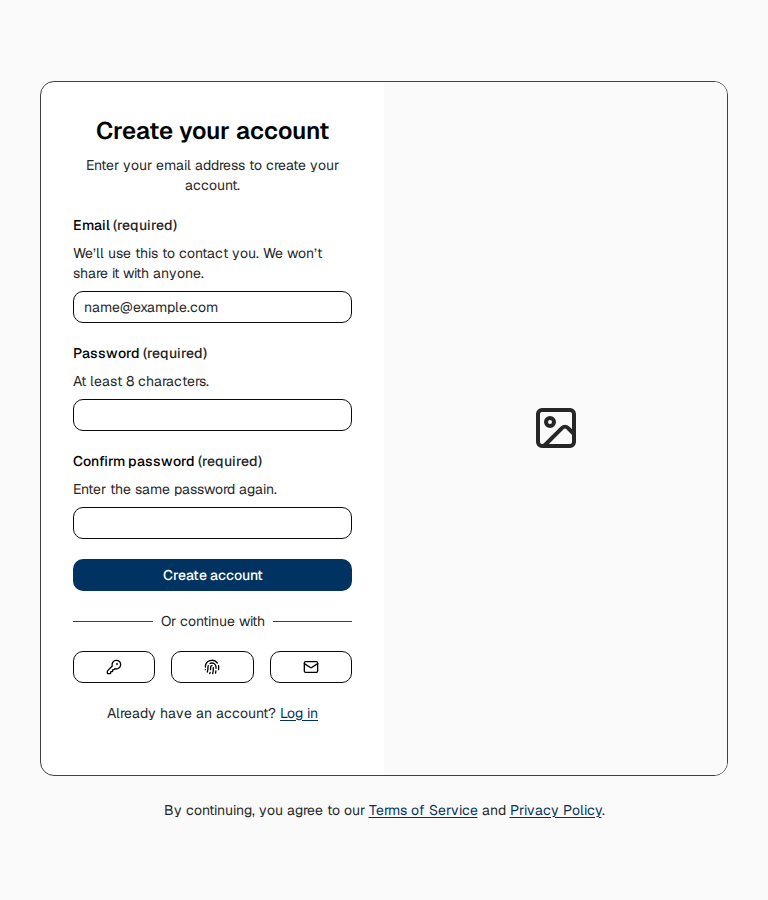 Create your account
Enter your email address to create your
account.
Email (required)
We’ll use this to contact you. We won’t
share it with anyone.
name@example.com
Password (required)
At least 8 characters.
Confirm password (required)
Enter the same password again.
Create account
Or continue with
Already have an account? Log in
By continuing, you agree to our Terms of Service and Privacy Policy.